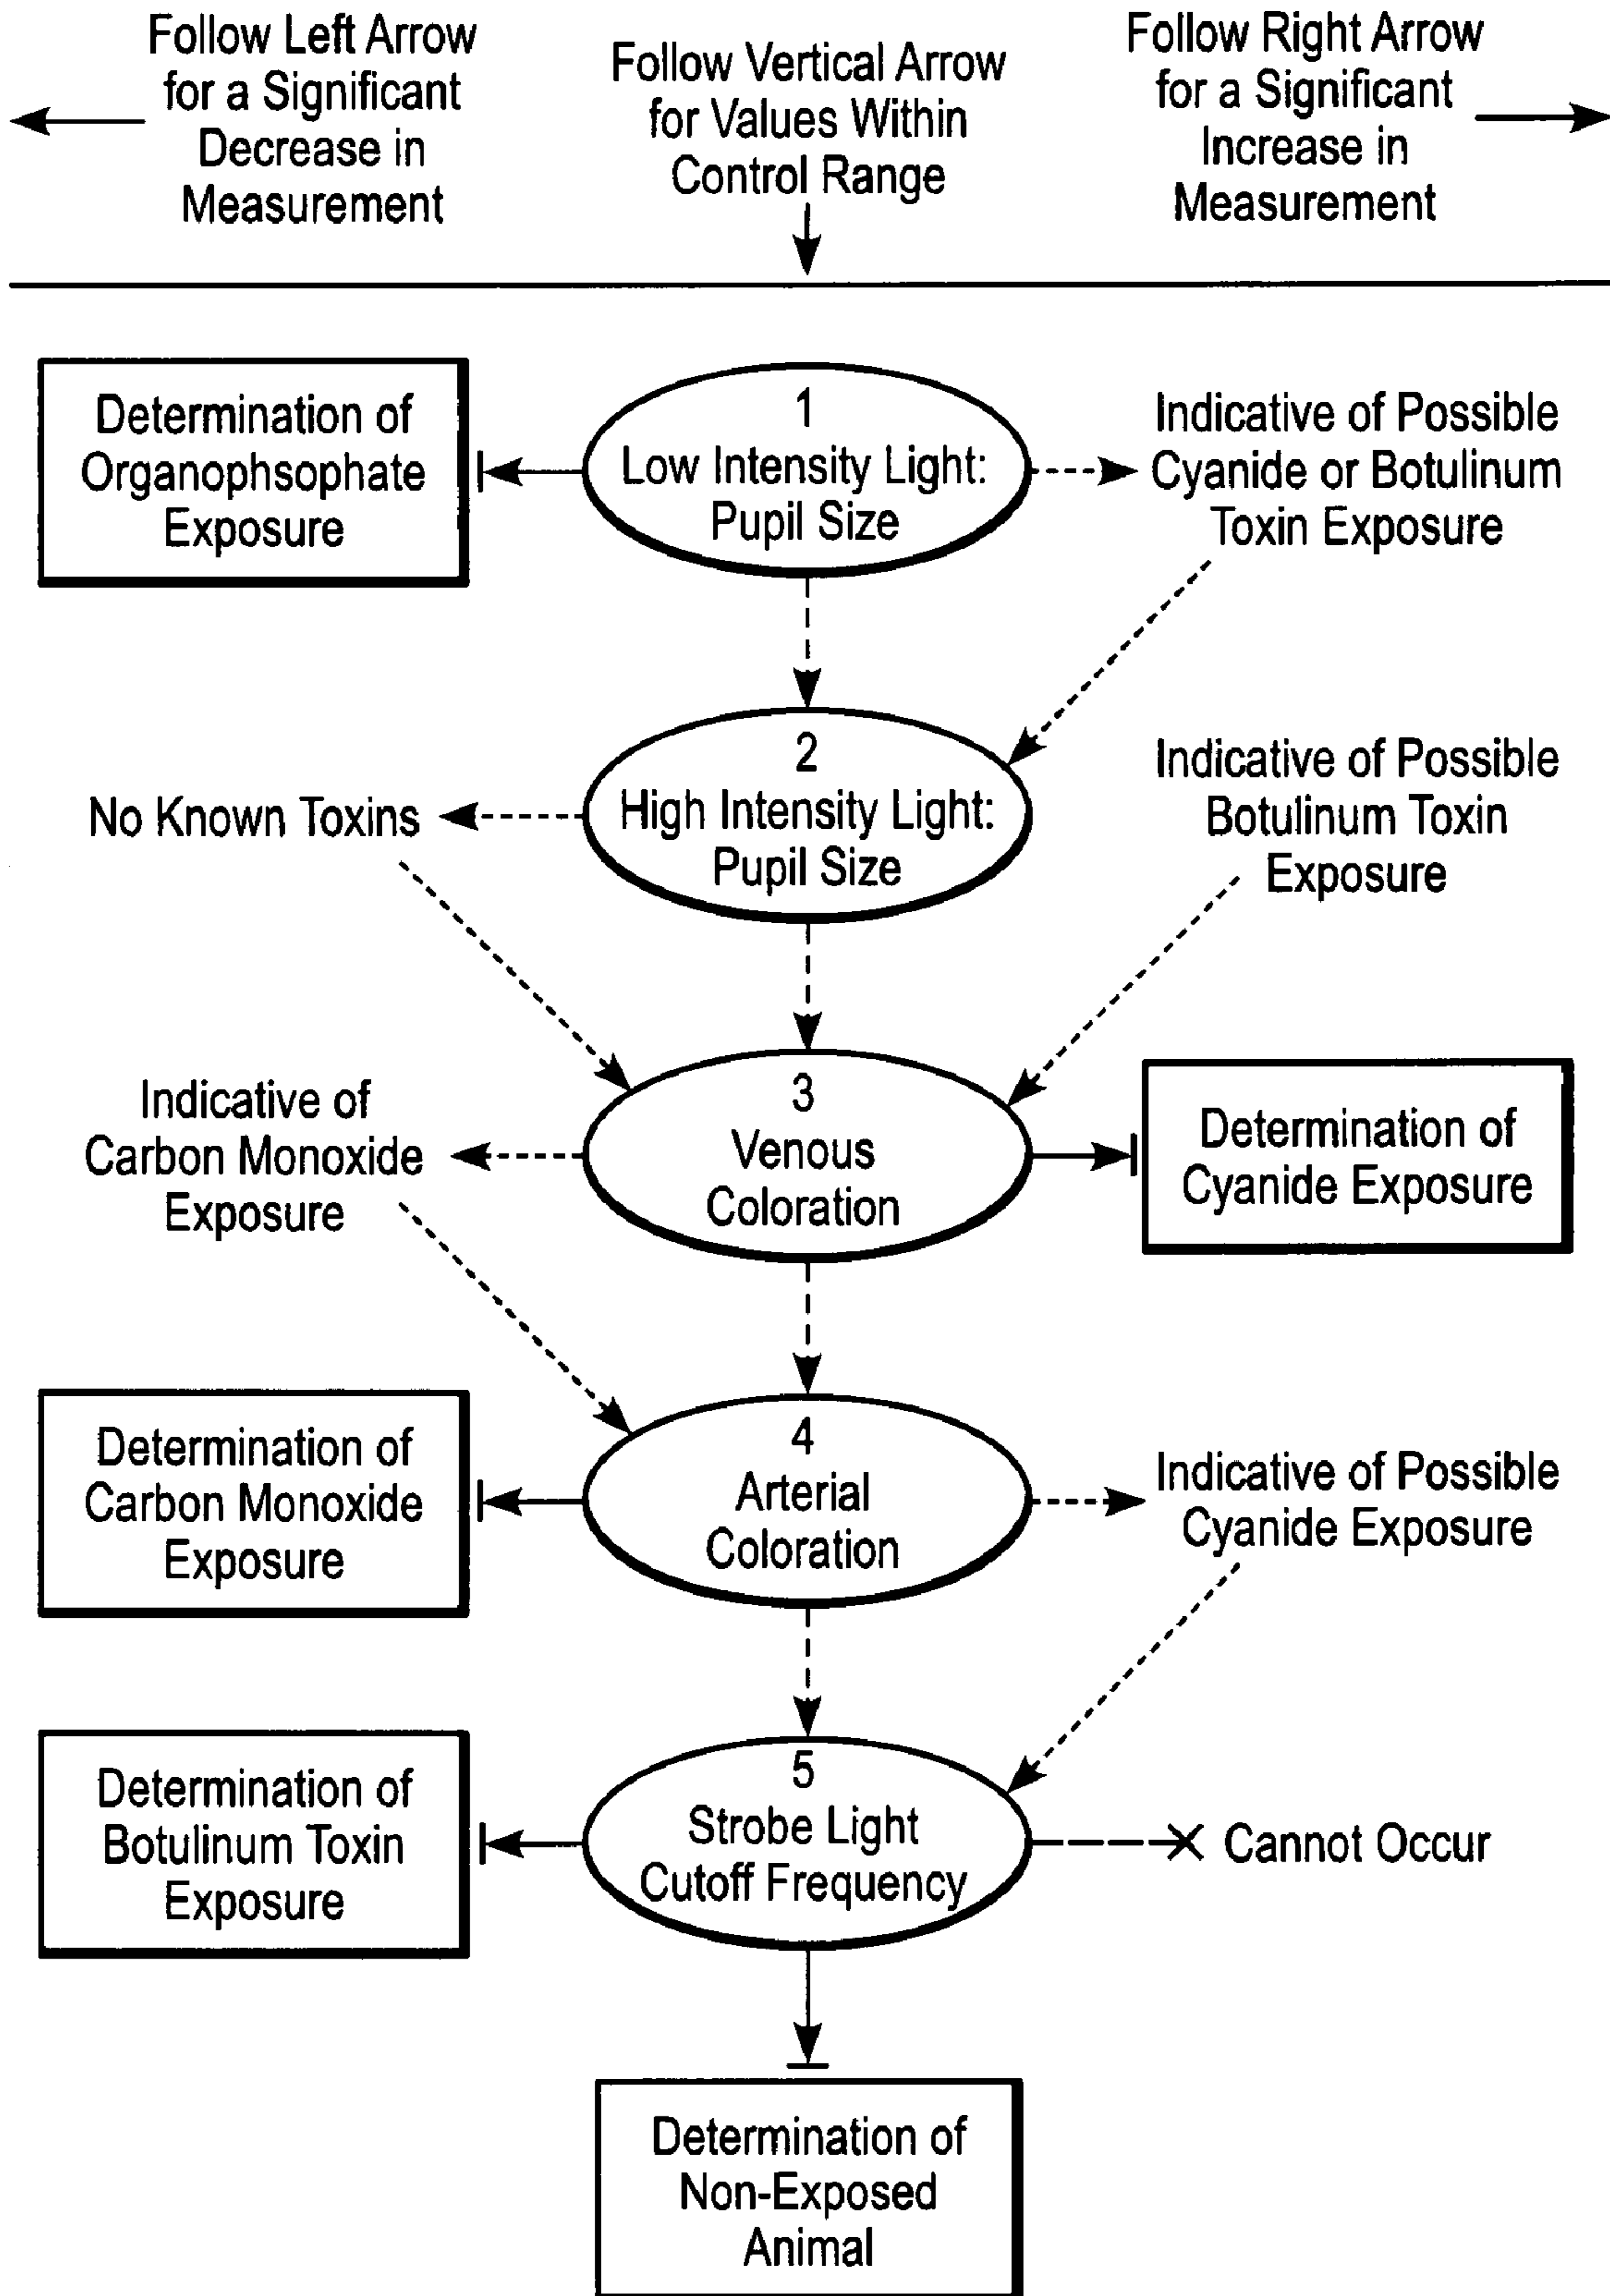 Follow Left Arrow
for a Significant
Decrease in
Measurement
Follow Vertical Arrow
for Values Within
Control Range
Follow Right Arrow
for a Significant
Increase in
Measurement
Determination of
Organophsophate
Exposure
1
Low Intensity Light:
Pupil Size
Indicative of Possible
Cyanide or Botulinum
Toxin Exposure
No Known Toxins
2
High Intensity Light:
Pupil Size
Indicative of Possible
Botulinum Toxin
Exposure
Indicative of
Carbon Monoxide
Exposure
3
Venous
Coloration
Determination of
Cyanide Exposure
Determination of
Carbon Monoxide
Exposure
4
Arterial
Coloration
Indicative of Possible
Cyanide Exposure
Determination of
Botulinum Toxin
Exposure
5
Strobe Light
Cutoff Frequency
Cannot Occur
Determination of
Non-Exposed
Animal